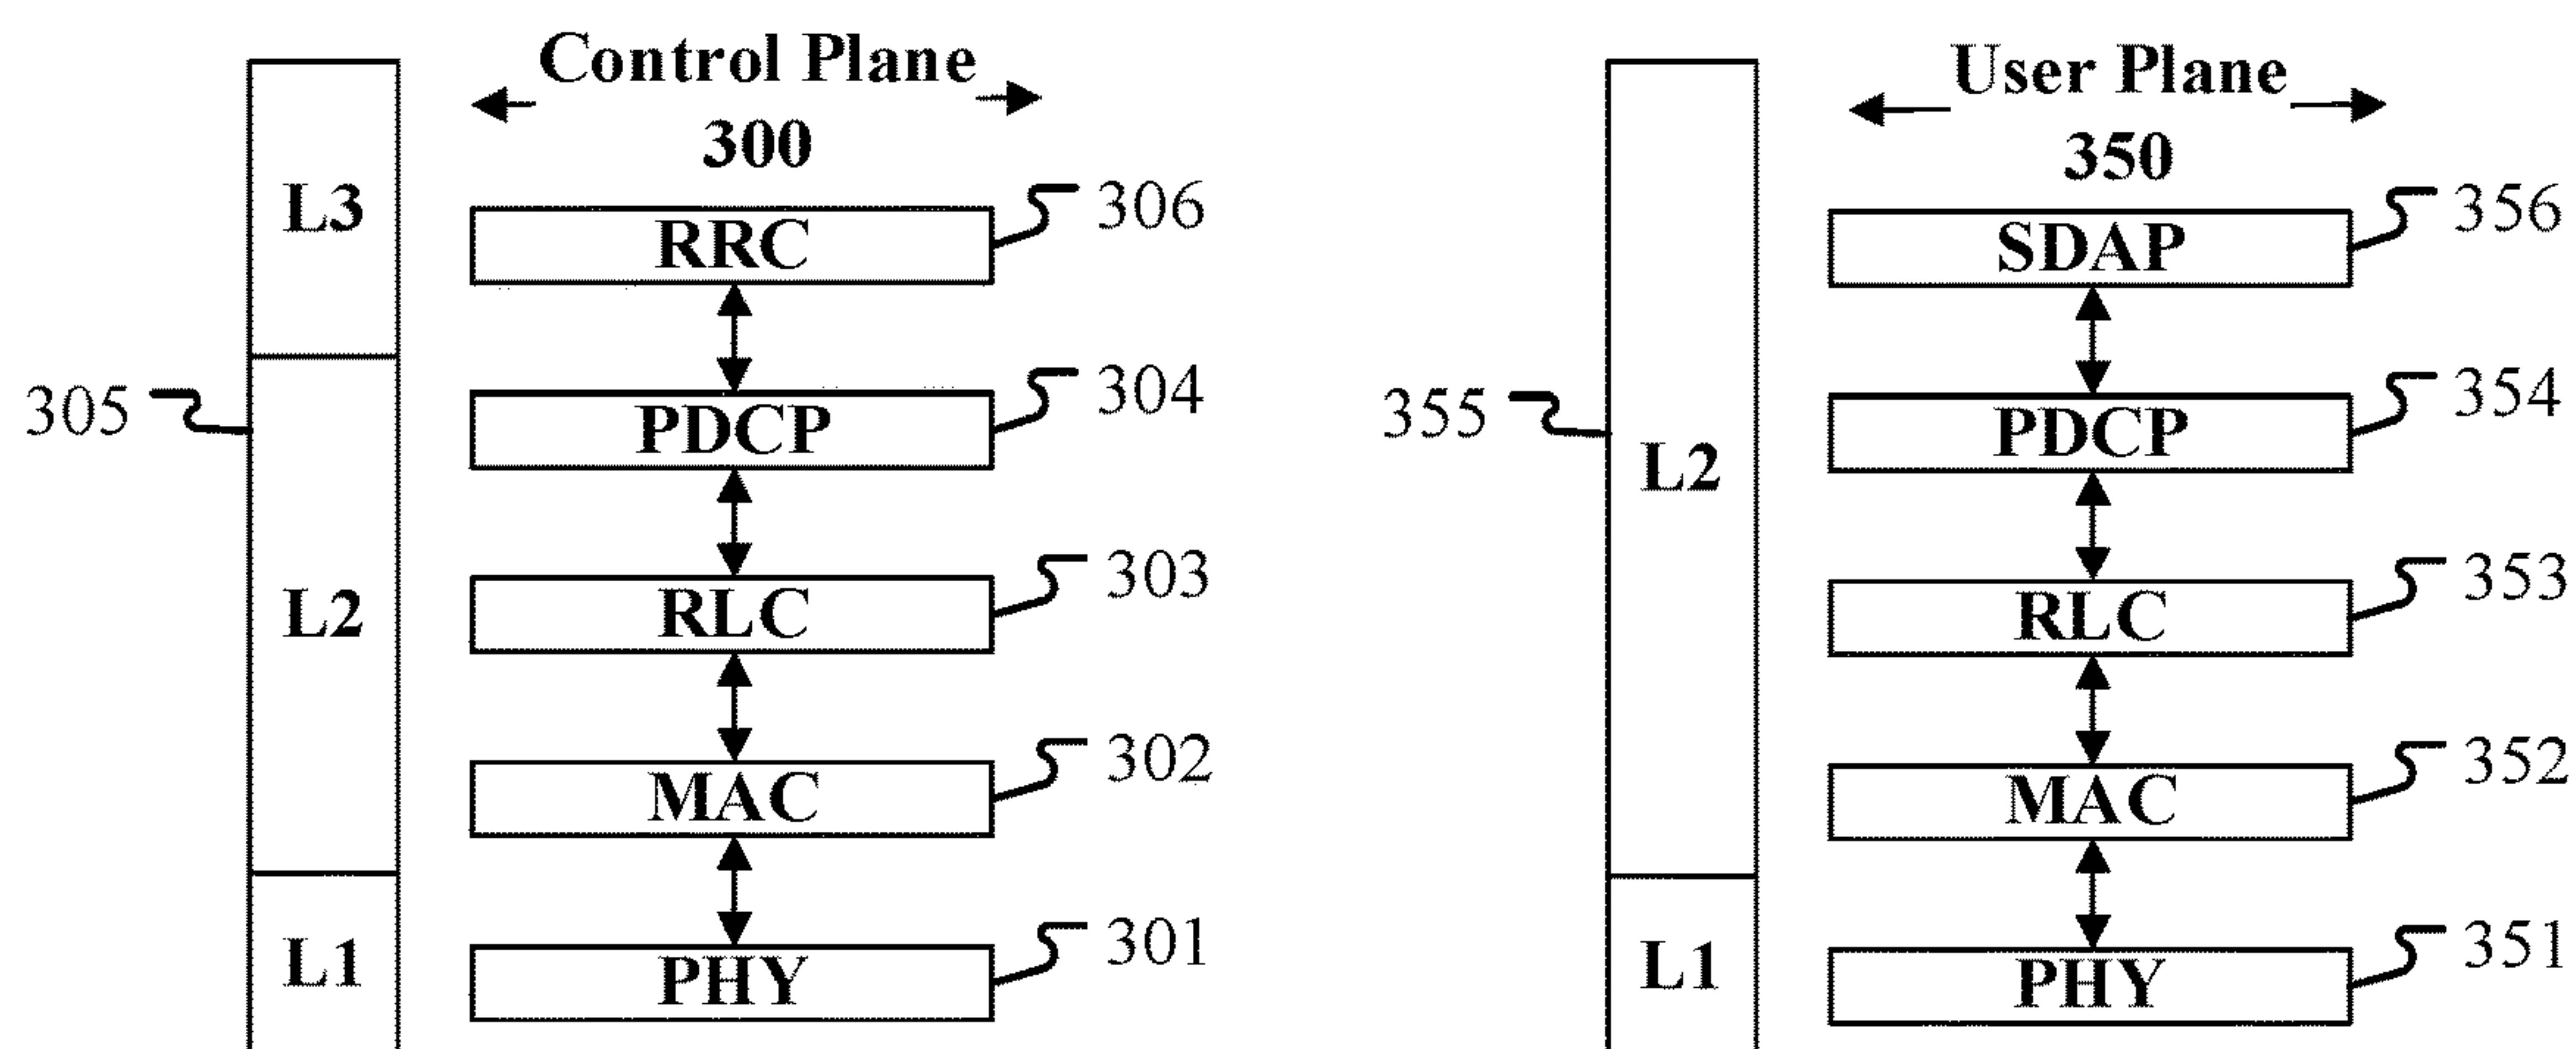 Control Plane
300
L3
RRC
306
305
PDCP
304
L2
RLC
303
MAC
302
L1
PHY
301
User Plane
350
SDAP
356
355
L2
PDCP
354
RLC
353
MAC
352
L1
PHY
351